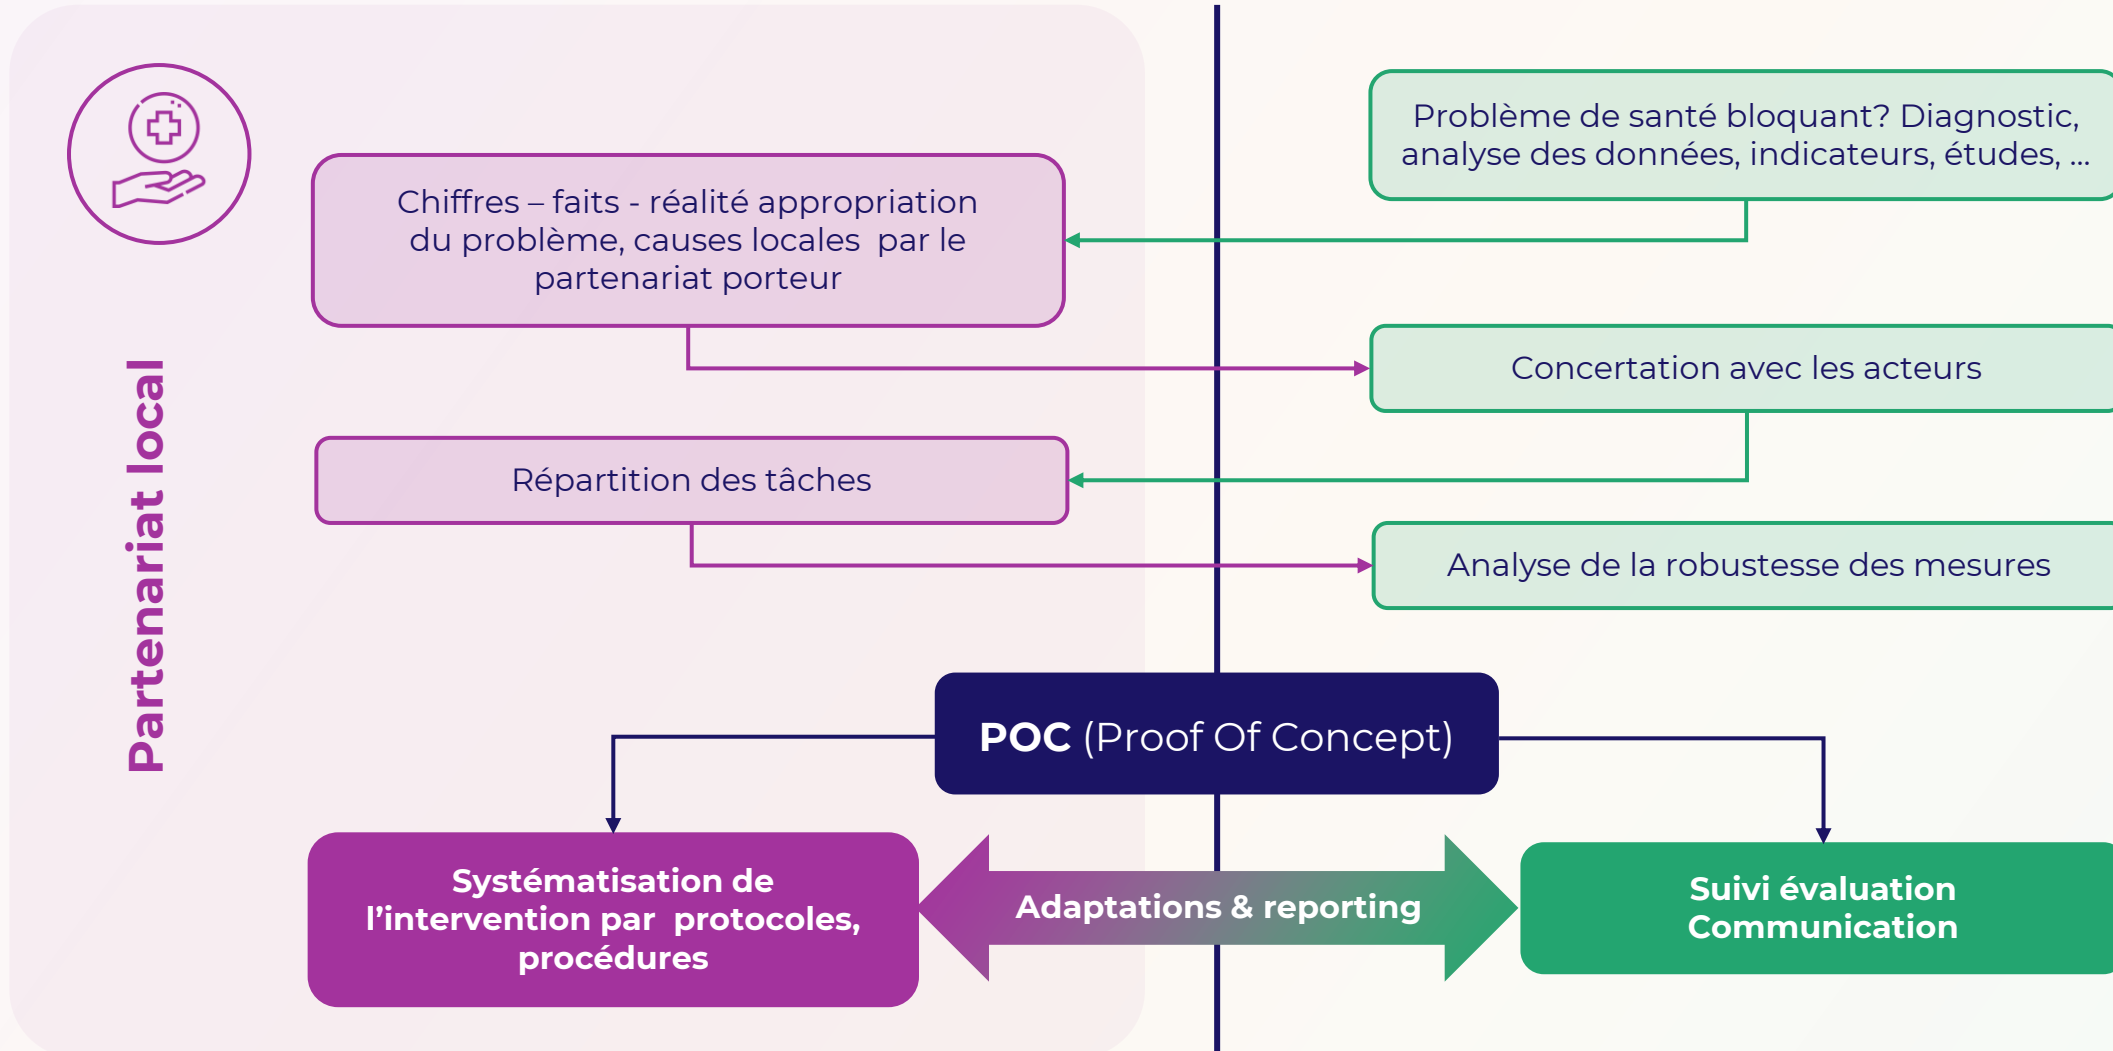 Partenariat local
Problème de santé bloquant? Diagnostic,
analyse des données, indicateurs, études, ...
Chiffres – faits - réalité appropriation
du problème, causes locales  par le
partenariat porteur
Concertation avec les acteurs
Répartition des tâches
Analyse de la robustesse des mesures
POC (Proof Of Concept)
Systématisation de
l’intervention par  protocoles,
procédures
Adaptations & reporting
Suivi évaluation
Communication